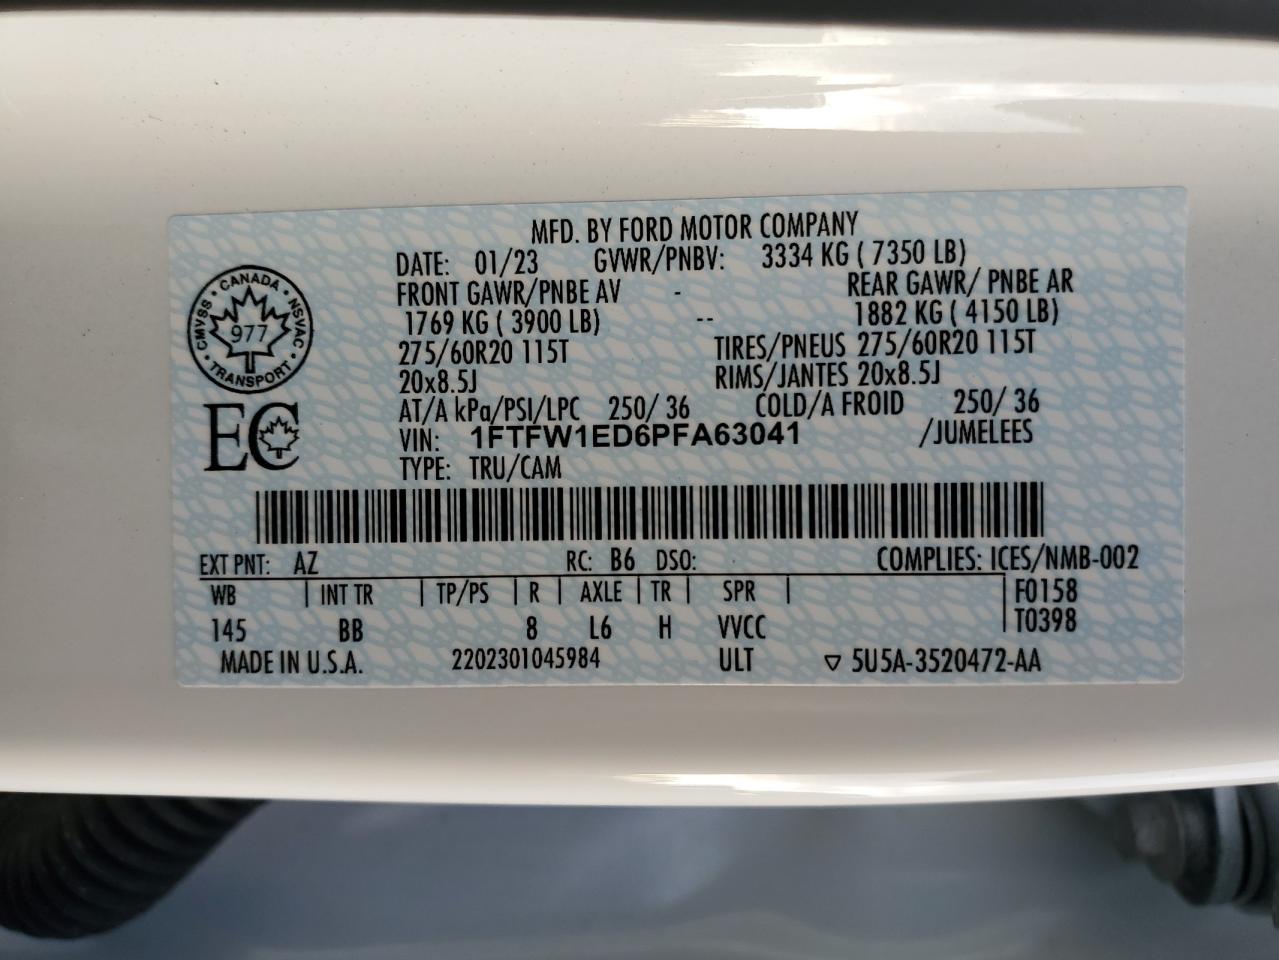 MFD. BY FORD MOTOR COMPANY
DATE: 01/23 GVWR/PNBV: 3334 KG ( 7350 LB)
FRONT GAWR/PNBE AV - REAR GAWR/ PNBE AR
1769 KG ( 3900 LB) -- 1882 KG ( 4150 LB)
275/60R20 115T TIRES/PNEUS 275/60R20 115T
20x8.5J RIMS/JANTES 20x8.5J
AT/A kPa/PSI/LPC 250/ 36 COLD/A FROID 250/ 36
VIN: 1FTFW1ED6PFA63041 /JUMELEES
TYPE: TRU/CAM
CMVSS • CANADA • NSVAC • TRANSPORT •
977
EC
EXT PNT: AZ RC: B6 DSO: COMPLIES: ICES/NMB-002
WB | INT TR | TP/PS | R | AXLE | TR | SPR | F0158
145 BB 8 L6 H VVCC T0398
MADE IN U.S.A. 2202301045984 ULT ▽ 5U5A-3520472-AA